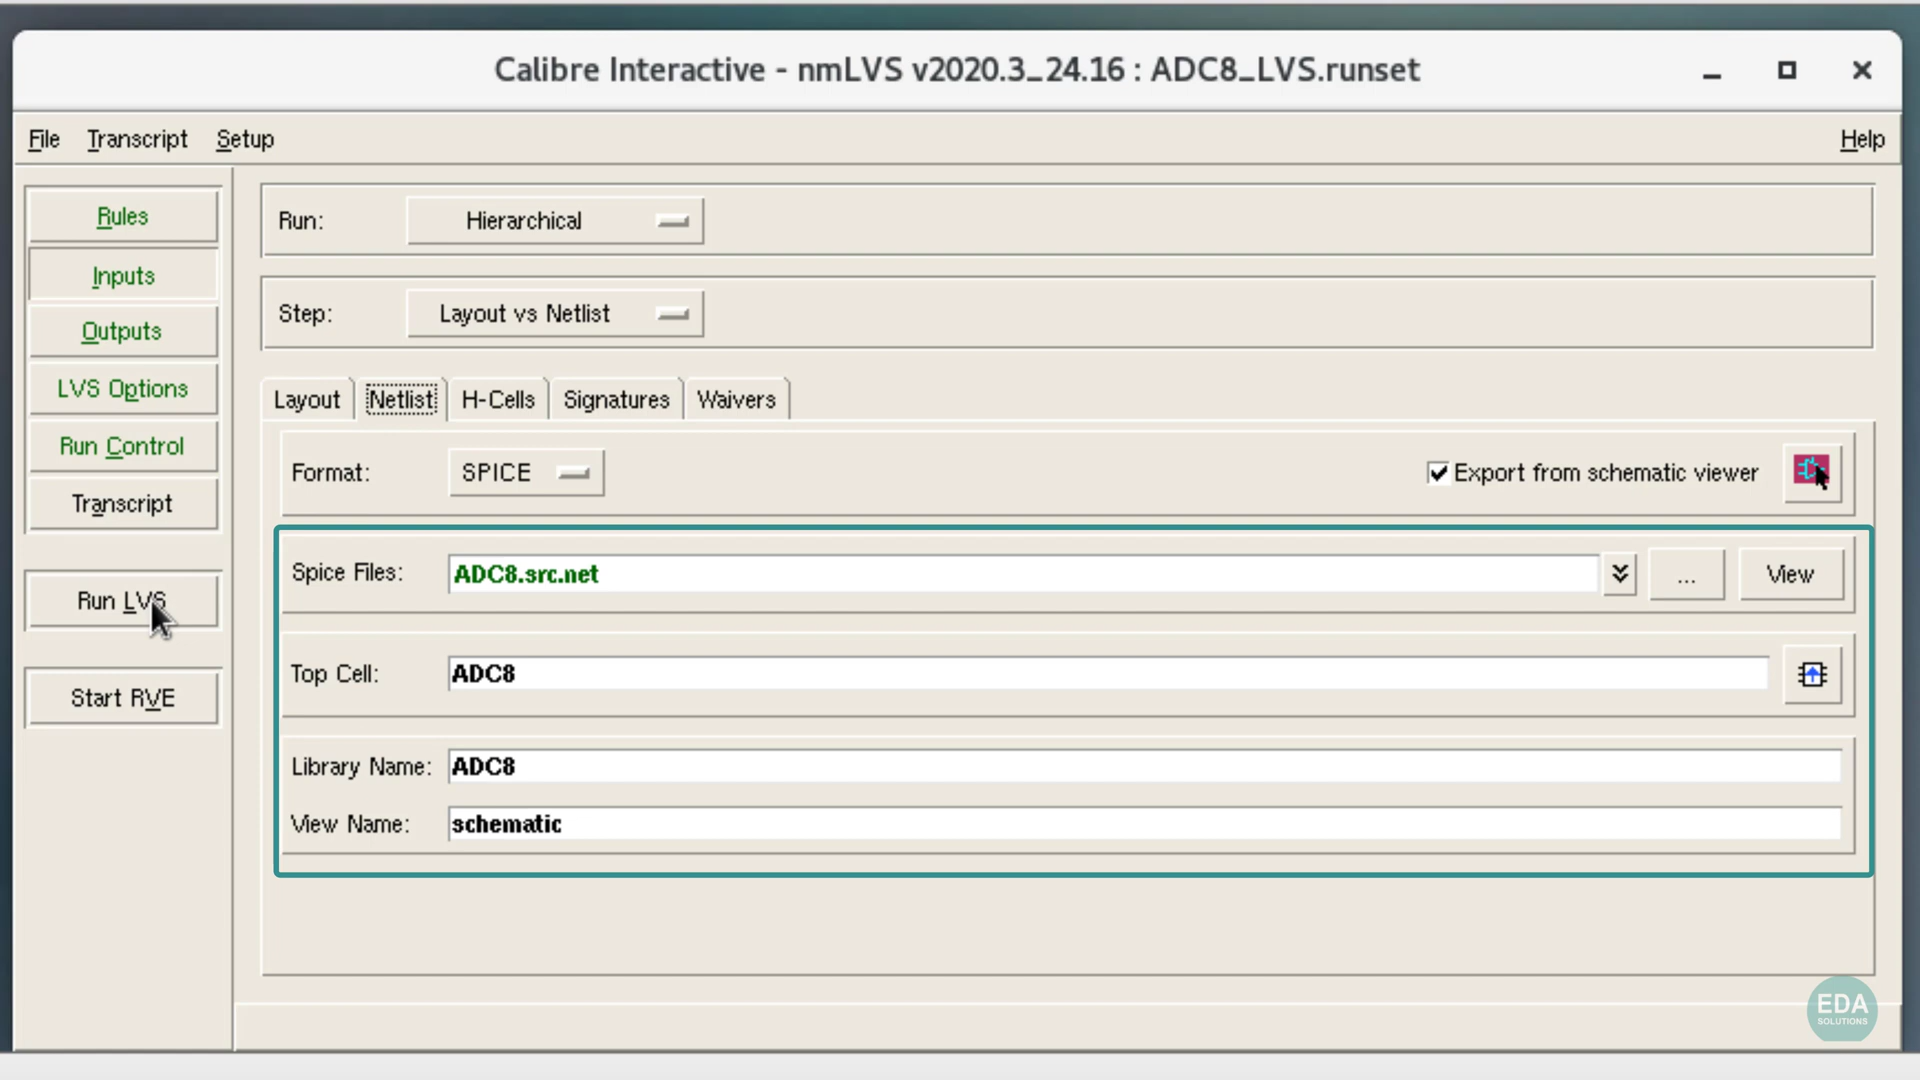 Calibre Interactive - nmLVS v2020.3_24.16 : ADC8_LVS.runset
File Transcript Setup Help
Rules
Inputs
Outputs
LVS Options
Run Control
Transcript
Run LVS
Start RVE
Run: Hierarchical
Step: Layout vs Netlist
Layout Netlist H-Cells Signatures Waivers
Format: SPICE Export from schematic viewer
Spice Files: ADC8.src.net ... View
Top Cell: ADC8
Library Name: ADC8
View Name: schematic
EDA
SOLUTIONS